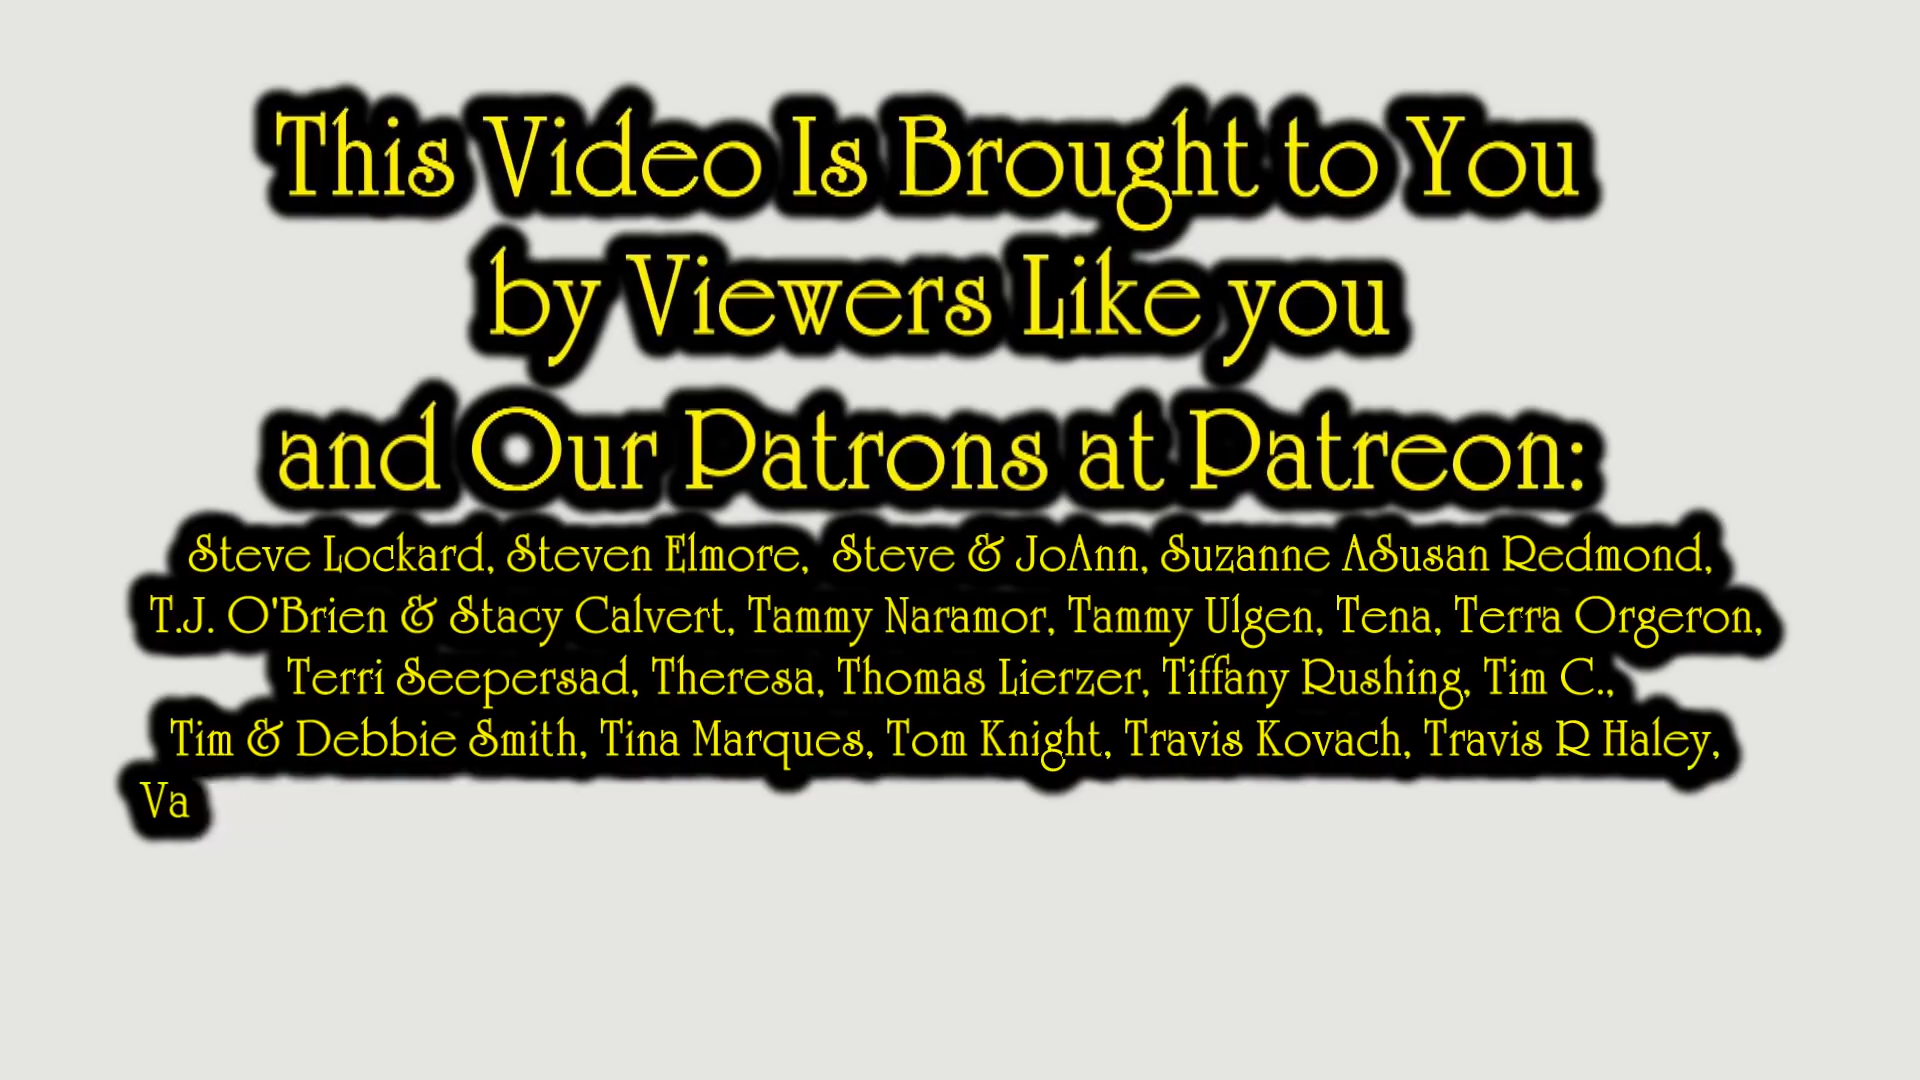 This Video Is Brought to You
by Viewers Like you
and Our Patrons at Patreon:
Steve Lockard, Steven Elmore,  Steve & JoAnn, Suzanne ASusan Redmond,
T.J. O'Brien & Stacy Calvert, Tammy Naramor, Tammy Ulgen, Tena, Terra Orgeron,
Terri Seepersad, Theresa, Thomas Lierzer, Tiffany Rushing, Tim C.,
Tim & Debbie Smith, Tina Marques, Tom Knight, Travis Kovach, Travis R Haley,
Va